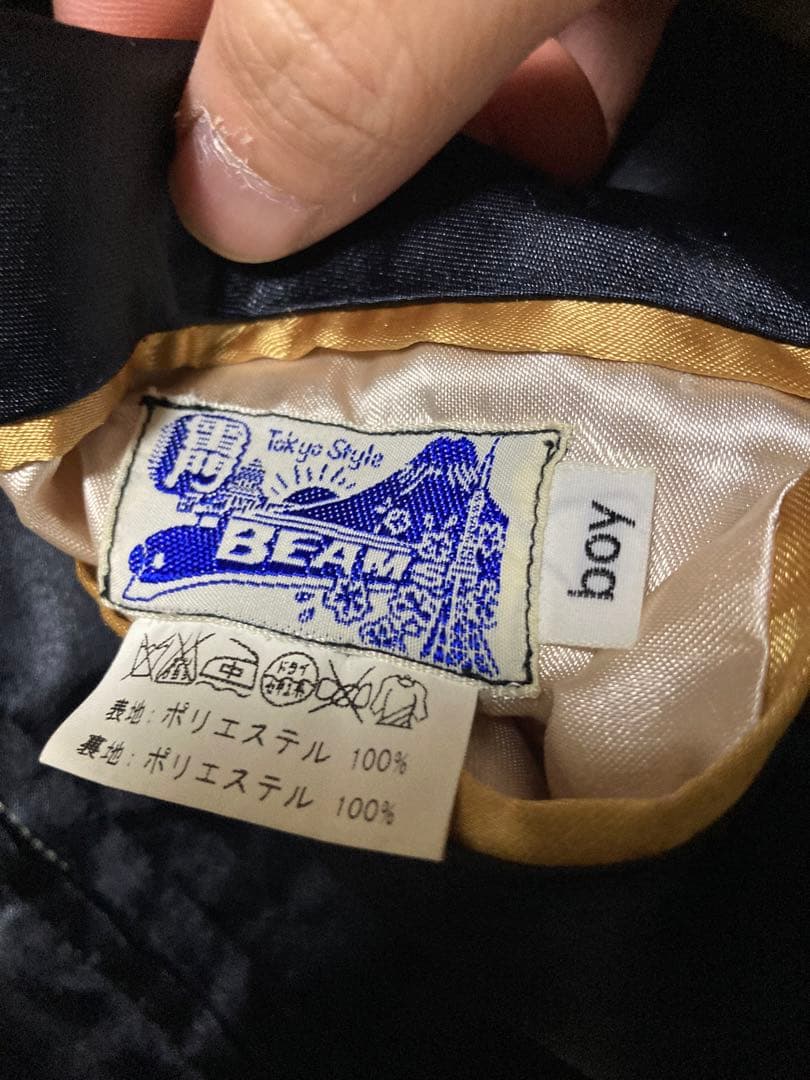 Tokyo Style
BEAM
boy
中
ドライ
表地:ポリエステル 100%
裏地:ポリエステル 100%